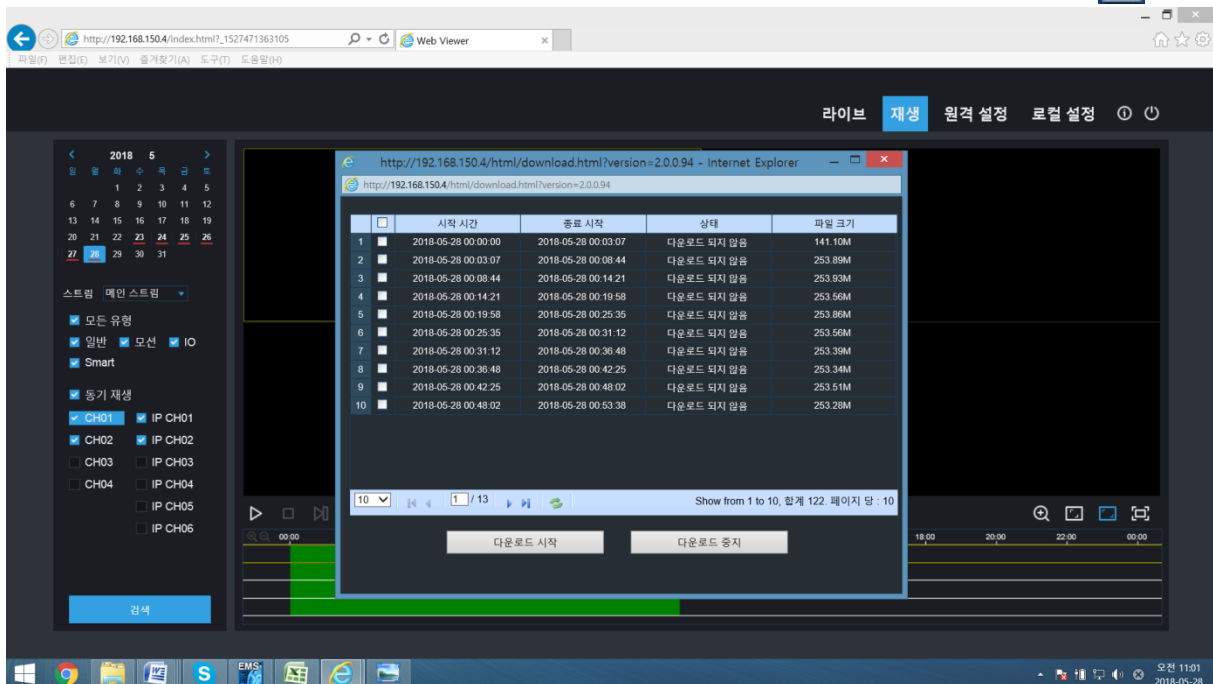 http://192.168.150.4/index.html?_1527471363105
Web Viewer
파일(F) 편집(E) 보기(V) 즐겨찾기(A) 도구(T) 도움말(H)
라이브 재생 원격 설정 로컬 설정
2018 5
일 월 화 수 목 금 토
1 2 3 4 5
6 7 8 9 10 11 12
13 14 15 16 17 18 19
20 21 22 23 24 25 26
27 28 29 30 31
스트림 메인 스트림
모든 유형
일반 모션 IO
Smart
동기 재생
CH01 IP CH01
CH02 IP CH02
CH03 IP CH03
CH04 IP CH04
IP CH05
IP CH06
검색
http://192.168.150.4/html/download.html?version=2.0.0.94 - Internet Explorer
http://192.168.150.4/html/download.html?version=2.0.0.94
시작 시간 종료 시작 상태 파일 크기
1 2018-05-28 00:00:00 2018-05-28 00:03:07 다운로드 되지 않음 141.10M
2 2018-05-28 00:03:07 2018-05-28 00:08:44 다운로드 되지 않음 253.89M
3 2018-05-28 00:08:44 2018-05-28 00:14:21 다운로드 되지 않음 253.93M
4 2018-05-28 00:14:21 2018-05-28 00:19:58 다운로드 되지 않음 253.56M
5 2018-05-28 00:19:58 2018-05-28 00:25:35 다운로드 되지 않음 253.86M
6 2018-05-28 00:25:35 2018-05-28 00:31:12 다운로드 되지 않음 253.56M
7 2018-05-28 00:31:12 2018-05-28 00:36:48 다운로드 되지 않음 253.39M
8 2018-05-28 00:36:48 2018-05-28 00:42:25 다운로드 되지 않음 253.34M
9 2018-05-28 00:42:25 2018-05-28 00:48:02 다운로드 되지 않음 253.51M
10 2018-05-28 00:48:02 2018-05-28 00:53:38 다운로드 되지 않음 253.28M
10 1 / 13 Show from 1 to 10, 합계 122. 페이지 당 : 10
다운로드 시작 다운로드 중지
00:00 18:00 20:00 22:00 00:00
EMS
오전 11:01
2018-05-28